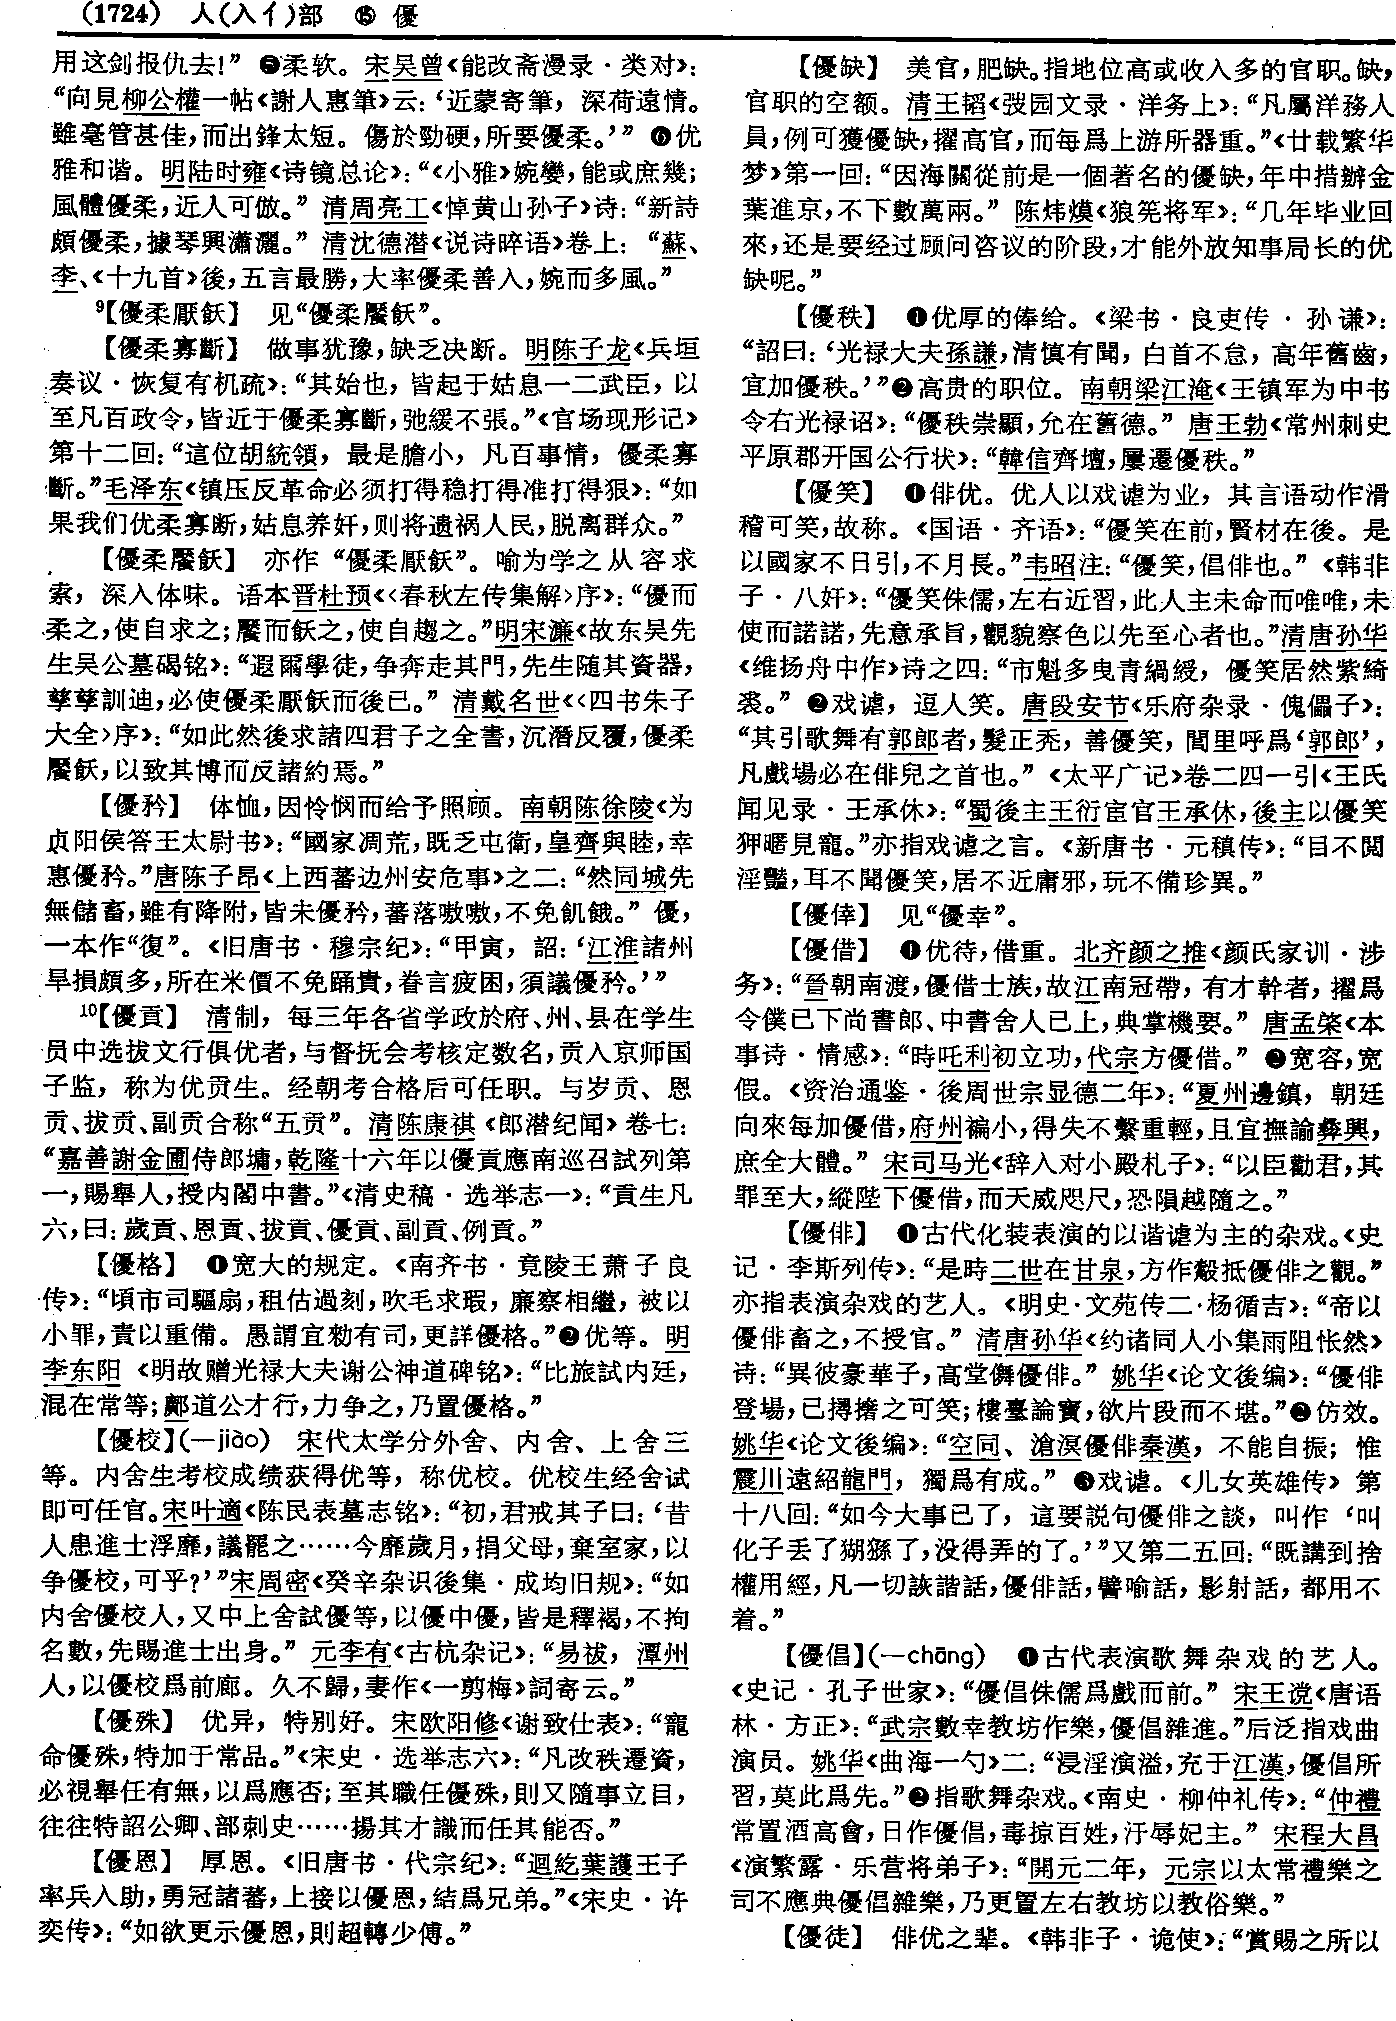 (1724) 人(入亻)部 ⑮ 優
用这剑报仇去!”❺柔软。宋吴曾《能改斋漫录·类对》:
“向見柳公權一帖《謝人惠筆》云:‘近蒙寄筆,深荷遠情。
雖毫管甚佳,而出鋒太短。傷於勁硬,所要優柔。’”❻优
雅和谐。明陆时雍《诗镜总论》:“《小雅》婉孌,能或庶幾;
風體優柔,近人可倣。”清周亮工《悼黄山孙子》诗:“新詩
頗優柔,據琴興瀟灑。”清沈德潜《说诗晬语》卷上:“蘇、
李、《十九首》後,五言最勝,大率優柔善入,婉而多風。”
⁹【優柔厭飫】 见“優柔饜飫”。
【優柔寡斷】 做事犹豫,缺乏决断。明陈子龙《兵垣
奏议·恢复有机疏》:“其始也,皆起于姑息一二武臣,以
至凡百政令,皆近于優柔寡斷,弛緩不張。”《官场现形记》
第十二回:“這位胡統領,最是膽小,凡百事情,優柔寡
斷。”毛泽东《镇压反革命必须打得稳打得准打得狠》:“如
果我们优柔寡断,姑息养奸,则将遗祸人民,脱离群众。”
【優柔饜飫】 亦作“優柔厭飫”。喻为学之从容求
索,深入体味。语本晋杜预《〈春秋左传集解〉序》:“優而
柔之,使自求之;饜而飫之,使自趨之。”明宋濂《故东吴先
生吴公墓碣铭》:“遐爾學徒,争奔走其門,先生随其資器,
孳孳訓迪,必使優柔厭飫而後已。”清戴名世《〈四书朱子
大全〉序》:“如此然後求諸四君子之全書,沉潛反覆,優柔
饜飫,以致其博而反諸約焉。”
【優矜】 体恤,因怜悯而给予照顾。南朝陈徐陵《为
贞阳侯答王太尉书》:“國家凋荒,既乏屯衛,皇齊與睦,幸
惠優矜。”唐陈子昂《上西蕃边州安危事》之二:“然同城先
無儲畜,雖有降附,皆未優矜,蕃落嗷嗷,不免飢餓。”優,
一本作“復”。《旧唐书·穆宗纪》:“甲寅,詔:‘江淮諸州
旱損頗多,所在米價不免踊貴,眷言疲困,須議優矜。’”
¹⁰【優貢】 清制,每三年各省学政於府、州、县在学生
员中选拔文行俱优者,与督抚会考核定数名,贡入京师国
子监,称为优贡生。经朝考合格后可任职。与岁贡、恩
贡、拔贡、副贡合称“五贡”。清陈康祺《郎潜纪闻》卷七:
“嘉善謝金圃侍郎墉,乾隆十六年以優貢應南巡召試列第
一,賜舉人,授内閣中書。”《清史稿·选举志一》:“貢生凡
六,曰:歲貢、恩貢、拔貢、優貢、副貢、例貢。”
【優格】 ❶宽大的规定。《南齐书·竟陵王萧子良
传》:“頃市司驅扇,租估過刻,吹毛求瑕,廉察相繼,被以
小罪,責以重備。愚謂宜勑有司,更詳優格。”❷优等。明
李东阳《明故赠光禄大夫谢公神道碑铭》:“比旅試内廷,
混在常等;鄺道公才行,力争之,乃置優格。”
【優校】(—jiào) 宋代太学分外舍、内舍、上舍三
等。内舍生考校成绩获得优等,称优校。优校生经舍试
即可任官。宋叶適《陈民表墓志铭》:“初,君戒其子曰:‘昔
人患進士浮靡,議罷之……今靡歲月,捐父母,棄室家,以
争優校,可乎?’”宋周密《癸辛杂识後集·成均旧规》:“如
内舍優校人,又中上舍試優等,以優中優,皆是釋褐,不拘
名數,先賜進士出身。”元李有《古杭杂记》:“易祓,潭州
人,以優校爲前廊。久不歸,妻作《一剪梅》詞寄云。”
【優殊】 优异,特别好。宋欧阳修《谢致仕表》:“寵
命優殊,特加于常品。”《宋史·选举志六》:“凡改秩遷資,
必視舉任有無,以爲應否;至其職任優殊,則又隨事立目,
往往特詔公卿、部刺史……揚其才識而任其能否。”
【優恩】 厚恩。《旧唐书·代宗纪》:“迴紇葉護王子
率兵入助,勇冠諸蕃,上接以優恩,結爲兄弟。”《宋史·许
奕传》:“如欲更示優恩,則超轉少傅。”
【優缺】 美官,肥缺。指地位高或收入多的官职。缺,
官职的空额。清王韬《弢园文录·洋务上》:“凡屬洋務人
員,例可獲優缺,擢高官,而每爲上游所器重。”《廿载繁华
梦》第一回:“因海關從前是一個著名的優缺,年中措辦金
葉進京,不下數萬兩。”陈炜熯《狼筅将军》:“几年毕业回
來,还是要经过顾问咨议的阶段,才能外放知事局长的优
缺呢。”
【優秩】 ❶优厚的俸给。《梁书·良吏传·孙谦》:
“詔曰:‘光禄大夫孫謙,清慎有聞,白首不怠,高年舊齒,
宜加優秩。’”❷高贵的职位。南朝梁江淹《王镇军为中书
令右光禄诏》:“優秩崇顯,允在舊德。”唐王勃《常州刺史
平原郡开国公行状》:“韓信齊壇,屢遷優秩。”
【優笑】 ❶俳优。优人以戏谑为业,其言语动作滑
稽可笑,故称。《国语·齐语》:“優笑在前,賢材在後。是
以國家不日引,不月長。”韦昭注:“優笑,倡俳也。”《韩非
子·八奸》:“優笑侏儒,左右近習,此人主未命而唯唯,未
使而諾諾,先意承旨,觀貌察色以先至心者也。”清唐孙华
《维扬舟中作》诗之四:“市魁多曳青緺綬,優笑居然紫綺
裘。”❷戏谑,逗人笑。唐段安节《乐府杂录·傀儡子》:
“其引歌舞有郭郎者,髮正秃,善優笑,閭里呼爲‘郭郎’,
凡戲場必在俳兒之首也。”《太平广记》卷二四一引《王氏
闻见录·王承休》:“蜀後主王衍宦官王承休,後主以優笑
狎暱見寵。”亦指戏谑之言。《新唐书·元稹传》:“目不閲
淫豔,耳不聞優笑,居不近庸邪,玩不備珍異。”
【優倖】 见“優幸”。
【優借】 ❶优待,借重。北齐颜之推《颜氏家训·涉
务》:“晉朝南渡,優借士族,故江南冠帶,有才幹者,擢爲
令僕已下尚書郎、中書舍人已上,典掌機要。”唐孟棨《本
事诗·情感》:“時吒利初立功,代宗方優借。”❷宽容,宽
假。《资治通鉴·後周世宗显德二年》:“夏州邊鎮,朝廷
向來每加優借,府州褊小,得失不繫重輕,且宜撫諭彝興,
庶全大體。”宋司马光《辞入对小殿札子》:“以臣勸君,其
罪至大,縱陛下優借,而天威咫尺,恐隕越隨之。”
【優俳】 ❶古代化装表演的以谐谑为主的杂戏。《史
记·李斯列传》:“是時二世在甘泉,方作觳抵優俳之觀。”
亦指表演杂戏的艺人。《明史·文苑传二·杨循吉》:“帝以
優俳畜之,不授官。”清唐孙华《约诸同人小集雨阻怅然》
诗:“異彼豪華子,高堂儛優俳。”姚华《论文後编》:“優俳
登場,已撏撦之可笑;樓臺論寶,欲片段而不堪。”❷仿效。
姚华《论文後编》:“空同、滄溟優俳秦漢,不能自振;惟
震川遠紹龍門,獨爲有成。”❸戏谑。《儿女英雄传》第
十八回:“如今大事已了,這要説句優俳之談,叫作‘叫
化子丢了猢猻了,没得弄的了。’”又第二五回:“既講到捨
權用經,凡一切詼諧話,優俳話,譬喻話,影射話,都用不
着。”
【優倡】(—chāng) ❶古代表演歌舞杂戏的艺人。
《史记·孔子世家》:“優倡侏儒爲戲而前。”宋王谠《唐语
林·方正》:“武宗數幸教坊作樂,優倡雜進。”后泛指戏曲
演员。姚华《曲海一勺》二:“浸淫演溢,充于江漢,優倡所
習,莫此爲先。”❷指歌舞杂戏。《南史·柳仲礼传》:“仲禮
常置酒高會,日作優倡,毒掠百姓,汙辱妃主。”宋程大昌
《演繁露·乐营将弟子》:“開元二年,元宗以太常禮樂之
司不應典優倡雜樂,乃更置左右教坊以教俗樂。”
【優徒】 俳优之辈。《韩非子·诡使》:“賞賜之所以